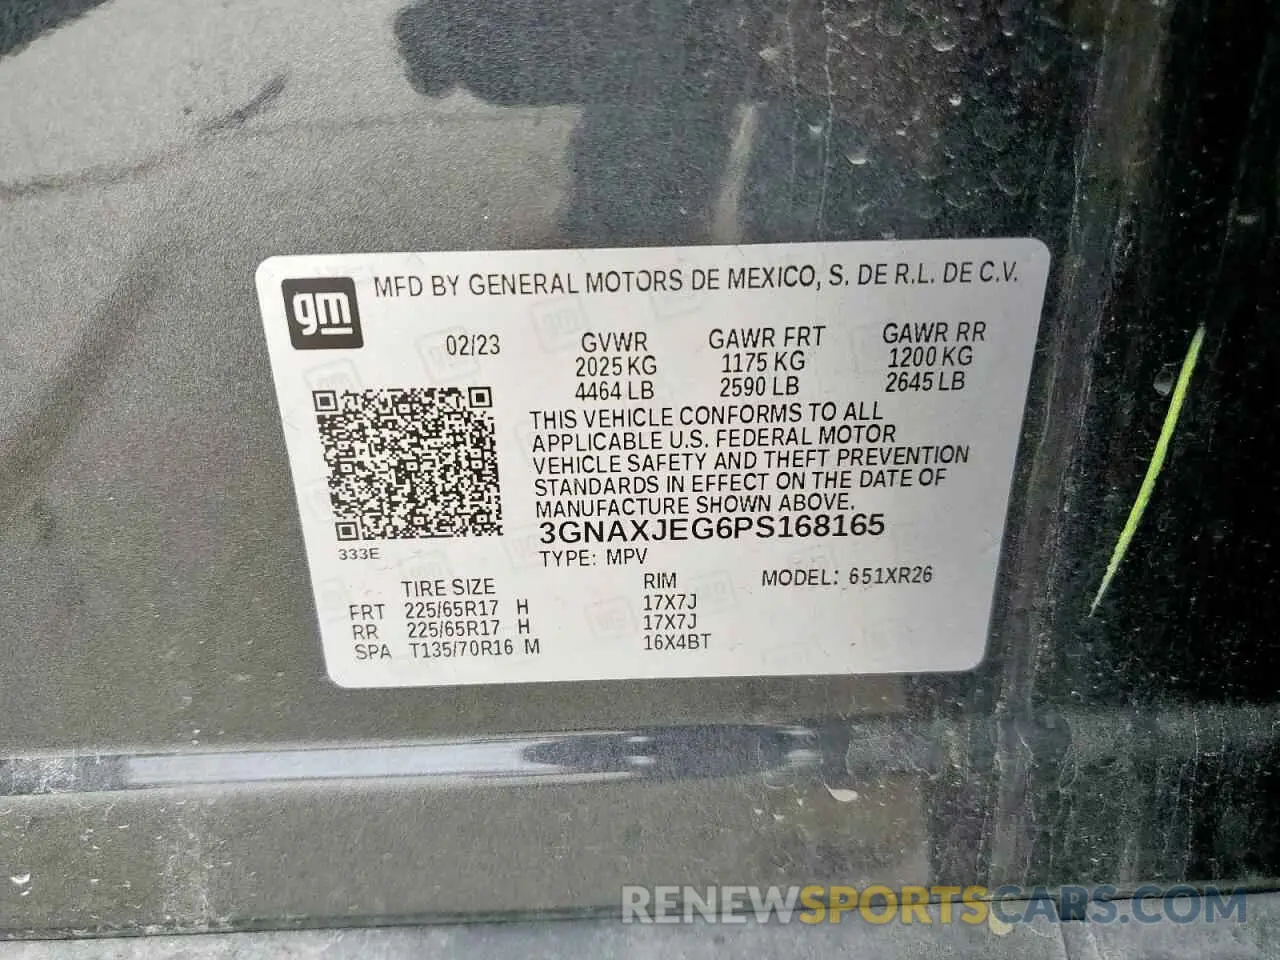 gm MFD BY GENERAL MOTORS DE MEXICO, S. DE R.L. DE C.V.
02/23 GVWR GAWR FRT GAWR RR
2025 KG 1175 KG 1200 KG
4464 LB 2590 LB 2645 LB
THIS VEHICLE CONFORMS TO ALL
APPLICABLE U.S. FEDERAL MOTOR
VEHICLE SAFETY AND THEFT PREVENTION
STANDARDS IN EFFECT ON THE DATE OF
MANUFACTURE SHOWN ABOVE.
3GNAXJEG6PS168165
333E
TYPE: MPV
TIRE SIZE RIM MODEL: 651XR26
FRT 225/65R17 H 17X7J
RR 225/65R17 H 17X7J
SPA T135/70R16 M 16X4BT
RENEWSPORTSCARS.COM